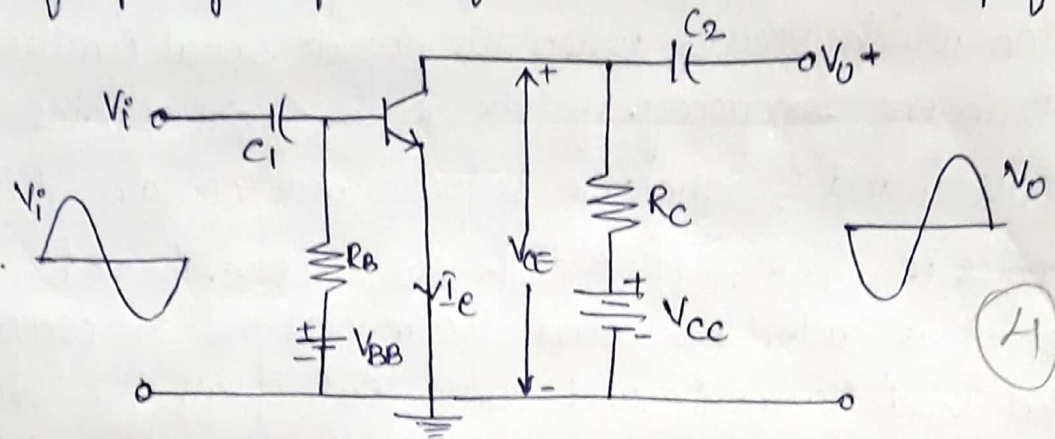 C2
Vo+
Vi
C1
Vi
Vo
RB
RC
VCE
Ie
+
-
+
-
VBB
+
-
VCC
4